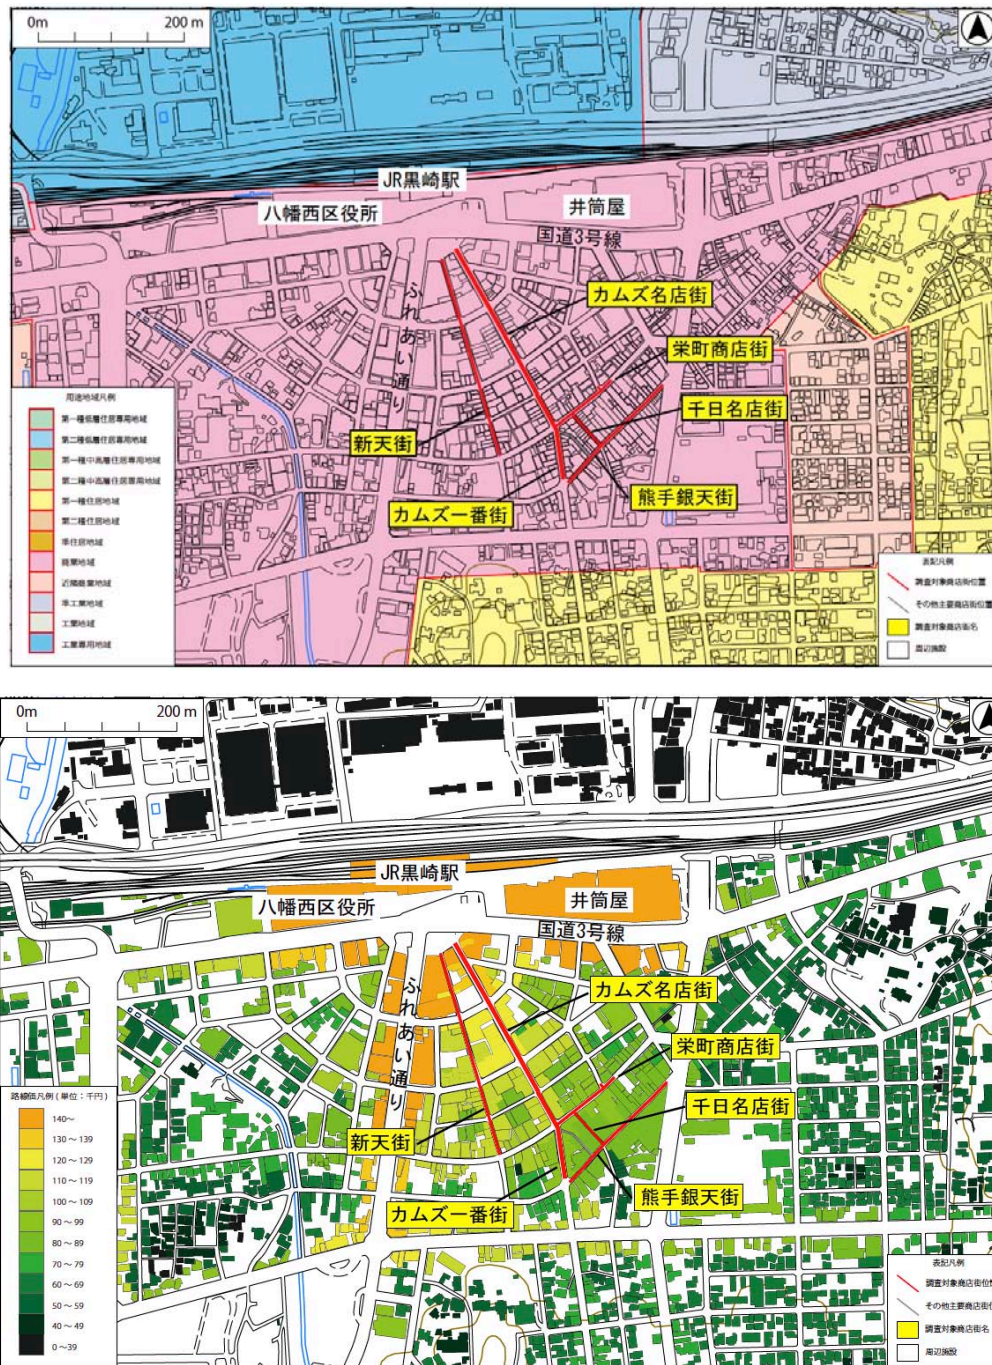 0m 200 m
JR黒崎駅
八幡西区役所
井筒屋
国道3号線
ふれあい通り
カムズ名店街
栄町商店街
千日名店街
新天街
熊手銀天街
カムズ一番街
用途地域凡例
第一種低層住居専用地域
第二種低層住居専用地域
第一種中高層住居専用地域
第二種中高層住居専用地域
第一種住居地域
第二種住居地域
準住居地域
商業地域
近隣商業地域
準工業地域
工業地域
工業専用地域
表記凡例
調査対象商店街位置
その他主要商店街位置
調査対象商店街名
周辺施設
0m 200 m
JR黒崎駅
八幡西区役所
井筒屋
国道3号線
ふれあい通り
カムズ名店街
栄町商店街
千日名店街
新天街
熊手銀天街
カムズ一番街
路線価凡例 ( 単位：千円 )
140～
130 ～ 139
120 ～ 129
110 ～ 119
100 ～ 109
90 ～ 99
80 ～ 89
70 ～ 79
60 ～ 69
50 ～ 59
40 ～ 49
0 ～39
表記凡例
調査対象商店街位
その他主要商店街位
調査対象商店街名
周辺施設